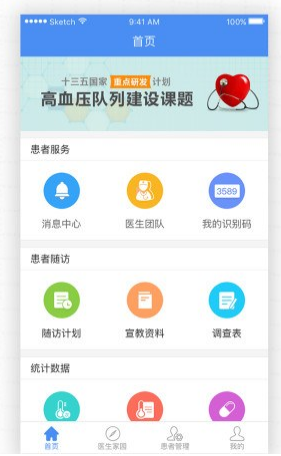 Sketch 9:41 AM 100%
首页
十三五国家 重点研发 计划
高血压队列建设课题
患者服务
3589
消息中心 医生团队 我的识别码
患者随访
随访计划 宣教资料 调查表
统计数据
首页 医生家园 患者管理 我的